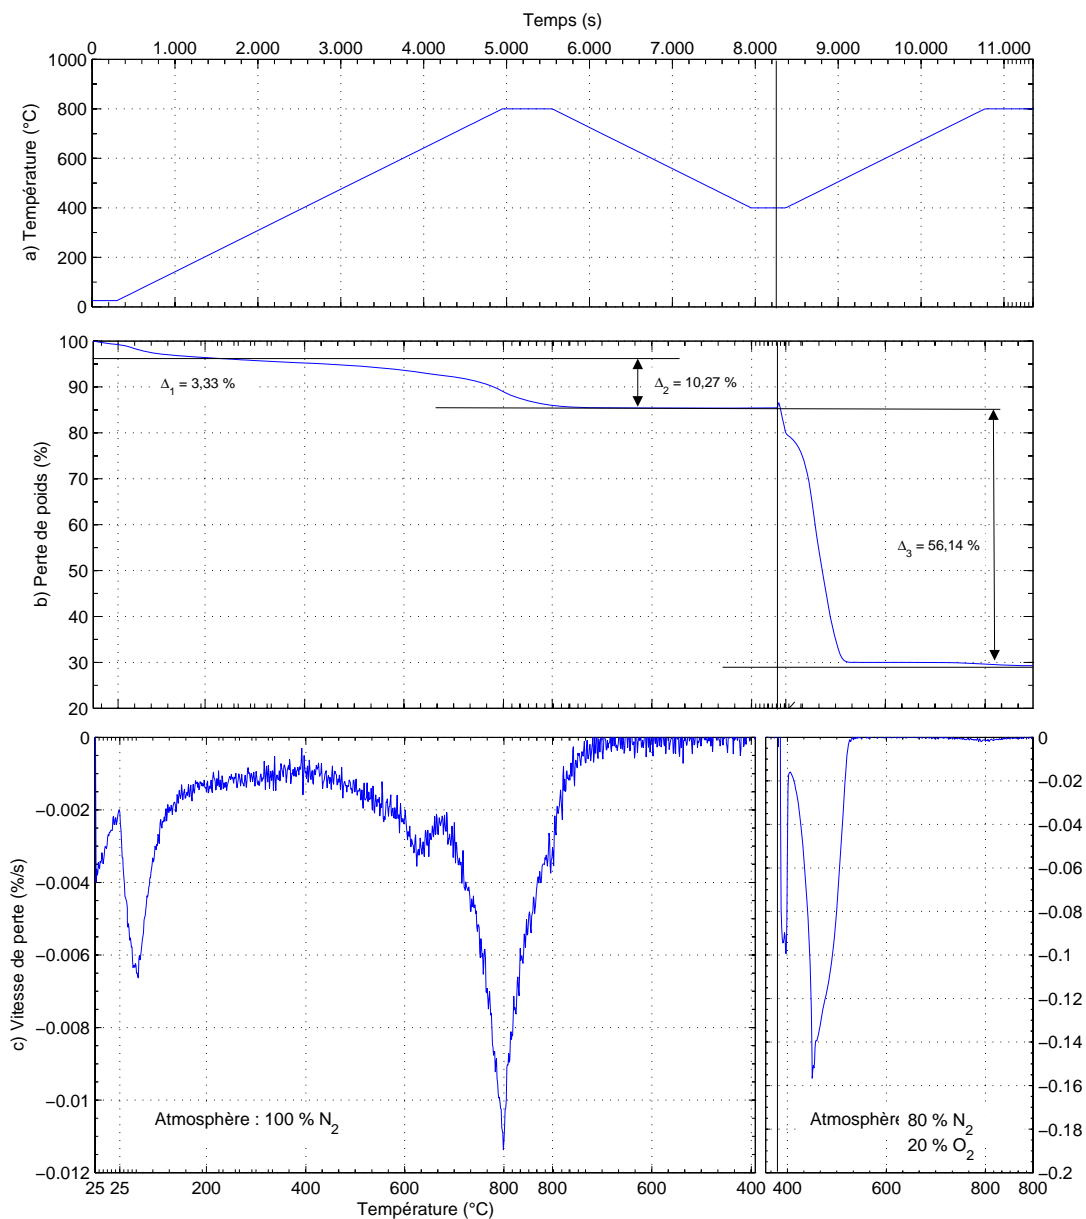 Temps (s)
0 1.000 2.000 3.000 4.000 5.000 6.000 7.000 8.000 9.000 10.000 11.000
1000
800
600
400
200
0
a) Température (°C)
100
90
80
70
60
50
40
30
20
b) Perte de poids (%)
Δ1 = 3,33 %
Δ2 = 10,27 %
Δ3 = 56,14 %
0
−0.002
−0.004
−0.006
−0.008
−0.01
−0.012
c) Vitesse de perte (%/s)
0
−0.02
−0.04
−0.06
−0.08
−0.1
−0.12
−0.14
−0.16
−0.18
−0.2
Atmosphère : 100 % N2
Atmosphère 80 % N2
20 % O2
25 25 200 400 600 800 800 600 400 400 600 800 800
Température (°C)